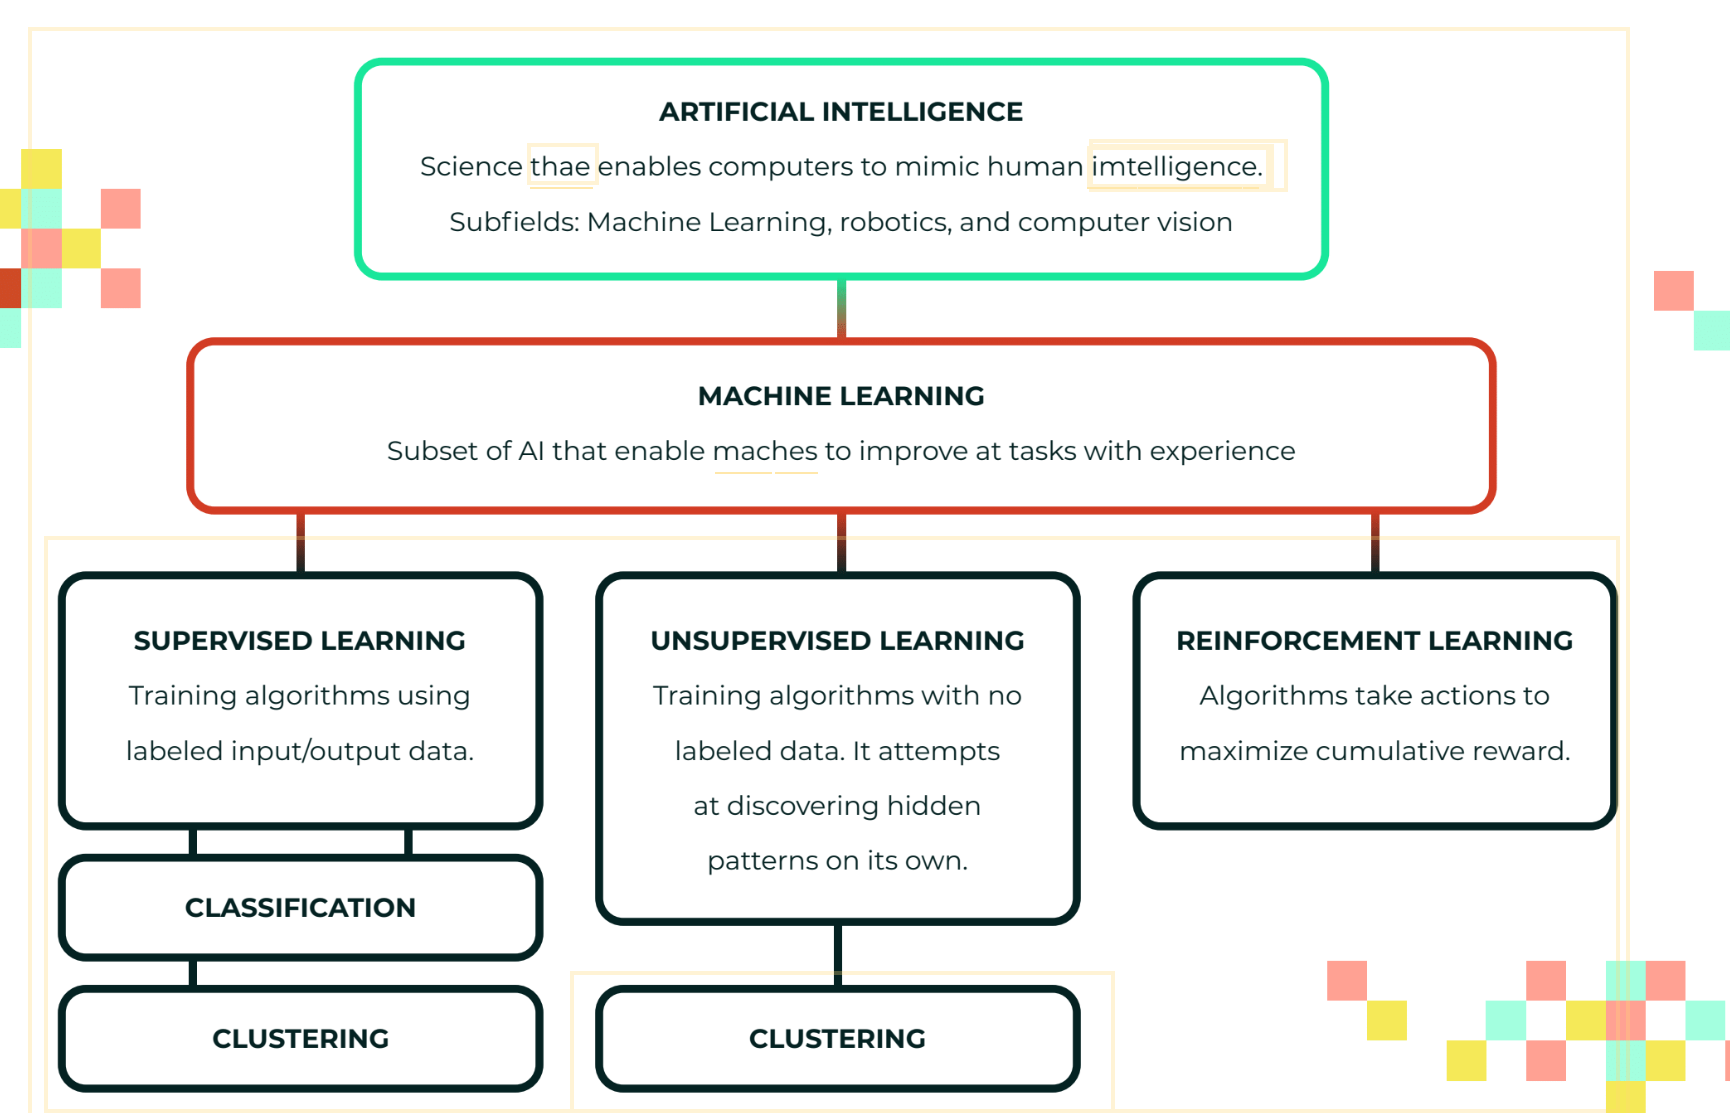 ARTIFICIAL INTELLIGENCE
Science thae enables computers to mimic human imtelligence.
Subfields: Machine Learning, robotics, and computer vision
MACHINE LEARNING
Subset of AI that enable maches to improve at tasks with experience
SUPERVISED LEARNING
Training algorithms using
labeled input/output data.
UNSUPERVISED LEARNING
Training algorithms with no
labeled data. It attempts
at discovering hidden
patterns on its own.
REINFORCEMENT LEARNING
Algorithms take actions to
maximize cumulative reward.
CLASSIFICATION
CLUSTERING
CLUSTERING